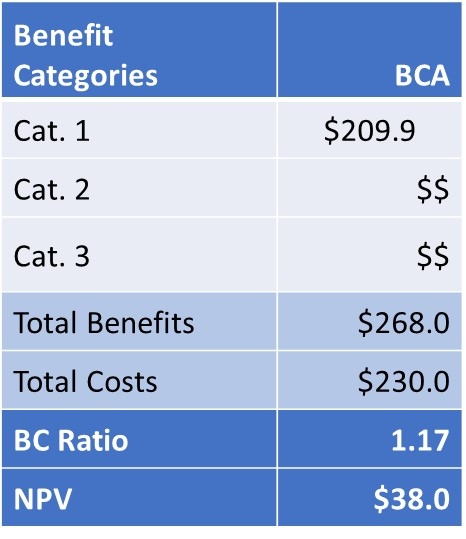 Benefit
Categories BCA
Cat. 1 $209.9
Cat. 2 $$
Cat. 3 $$
Total Benefits $268.0
Total Costs $230.0
BC Ratio 1.17
NPV $38.0